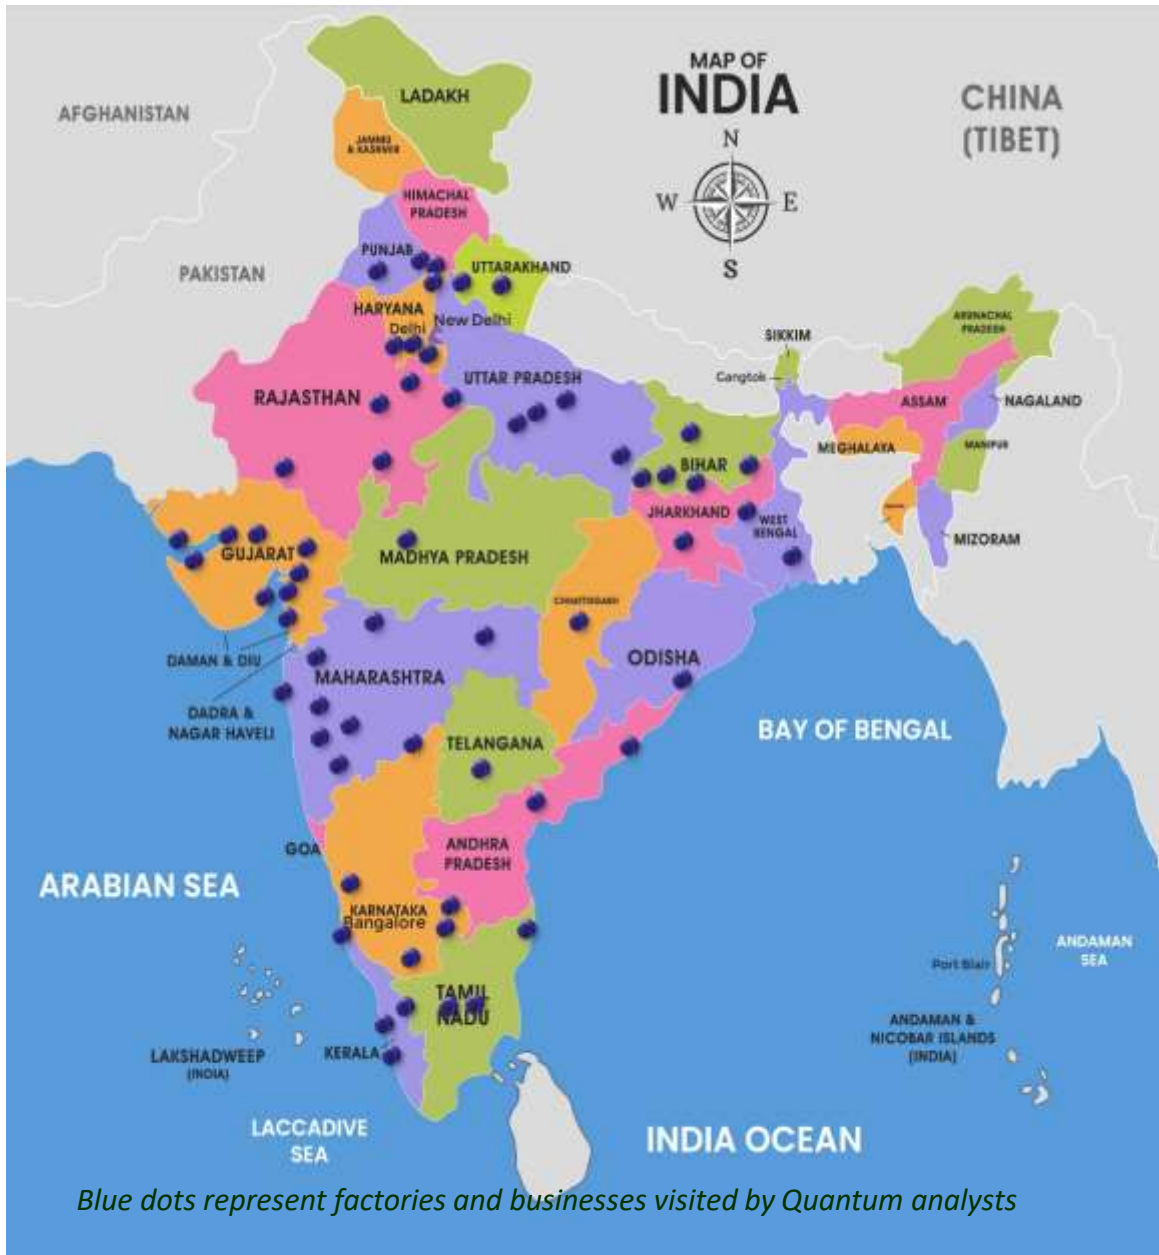 MAP OF
INDIA
N
W
E
S
AFGHANISTAN
CHINA
(TIBET)
LADAKH
JAMMU
& KASHMIR
HIMACHAL
PRADESH
PUNJAB
PAKISTAN
UTTARAKHAND
HARYANA
Delhi
New Delhi
SIKKIM
Gangtok
ARUNACHAL
PRADESH
RAJASTHAN
UTTAR PRADESH
ASSAM
NAGALAND
MEGHALAYA
MANIPUR
BIHAR
JHARKHAND
WEST
BENGAL
MIZORAM
GUJARAT
MADHYA PRADESH
CHHATTISGARH
DAMAN & DIU
MAHARASHTRA
ODISHA
DADRA &
NAGAR HAVELI
TELANGANA
BAY OF BENGAL
GOA
ANDHRA
PRADESH
ARABIAN SEA
KARNATAKA
Bangalore
ANDAMAN
SEA
Port Blair
TAMIL
NADU
ANDAMAN &
NICOBAR ISLANDS
(INDIA)
LAKSHADWEEP
(INDIA)
KERALA
LACCADIVE
SEA
INDIA OCEAN
Blue dots represent factories and businesses visited by Quantum analysts